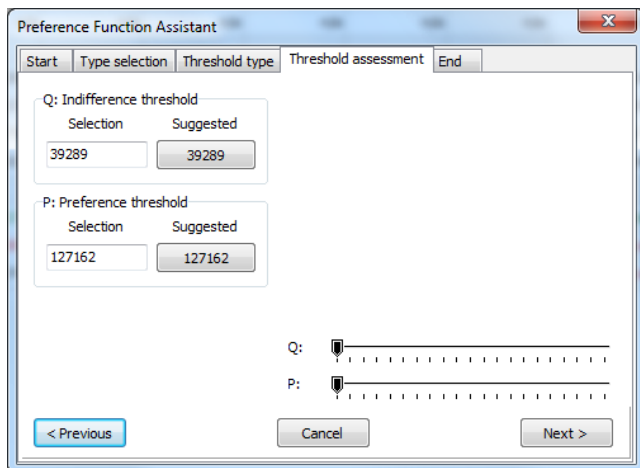 Preference Function Assistant
Start Type selection Threshold type Threshold assessment End
Q: Indifference threshold
Selection Suggested
39289 39289
P: Preference threshold
Selection Suggested
127162 127162
Q:
P:
< Previous Cancel Next >